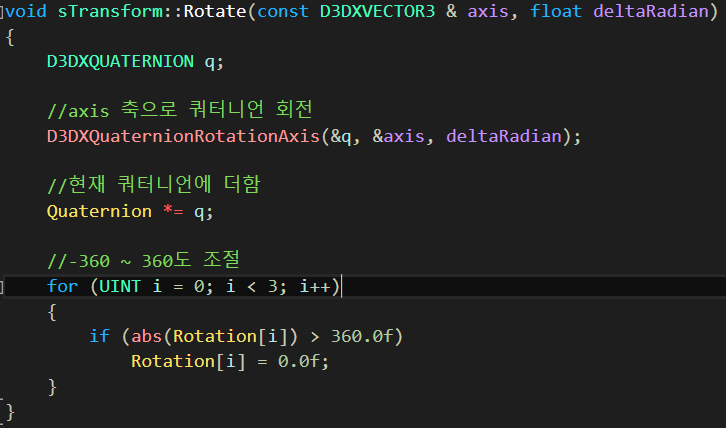 void sTransform::Rotate(const D3DXVECTOR3 & axis, float deltaRadian)
{
    D3DXQUATERNION q;
    //axis 축으로 쿼터니언 회전
    D3DXQuaternionRotationAxis(&q, &axis, deltaRadian);
    //현재 쿼터니언에 더함
    Quaternion *= q;
    //-360 ~ 360도 조절
    for (UINT i = 0; i < 3; i++)
    {
        if (abs(Rotation[i]) > 360.0f)
            Rotation[i] = 0.0f;
    }
}